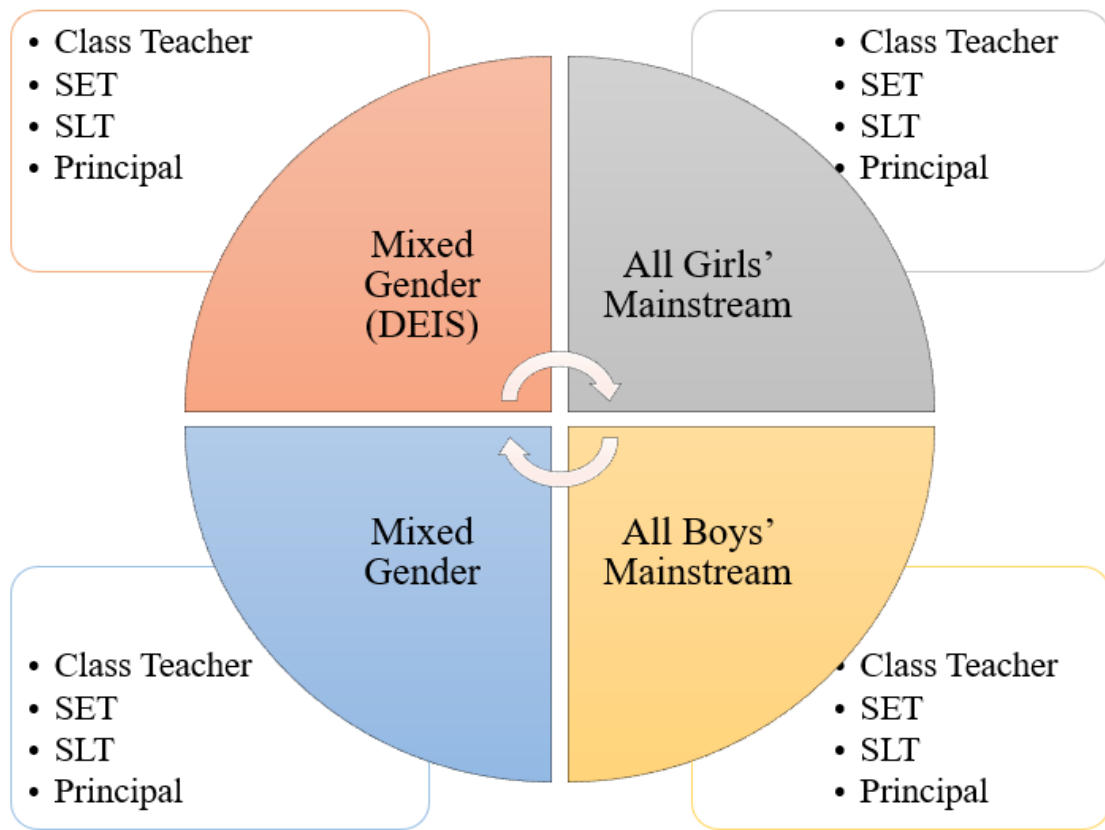 • Class Teacher
• SET
• SLT
• Principal
• Class Teacher
• SET
• SLT
• Principal
Mixed
Gender
(DEIS)
All Girls’
Mainstream
Mixed
Gender
All Boys’
Mainstream
• Class Teacher
• SET
• SLT
• Principal
• Class Teacher
• SET
• SLT
• Principal